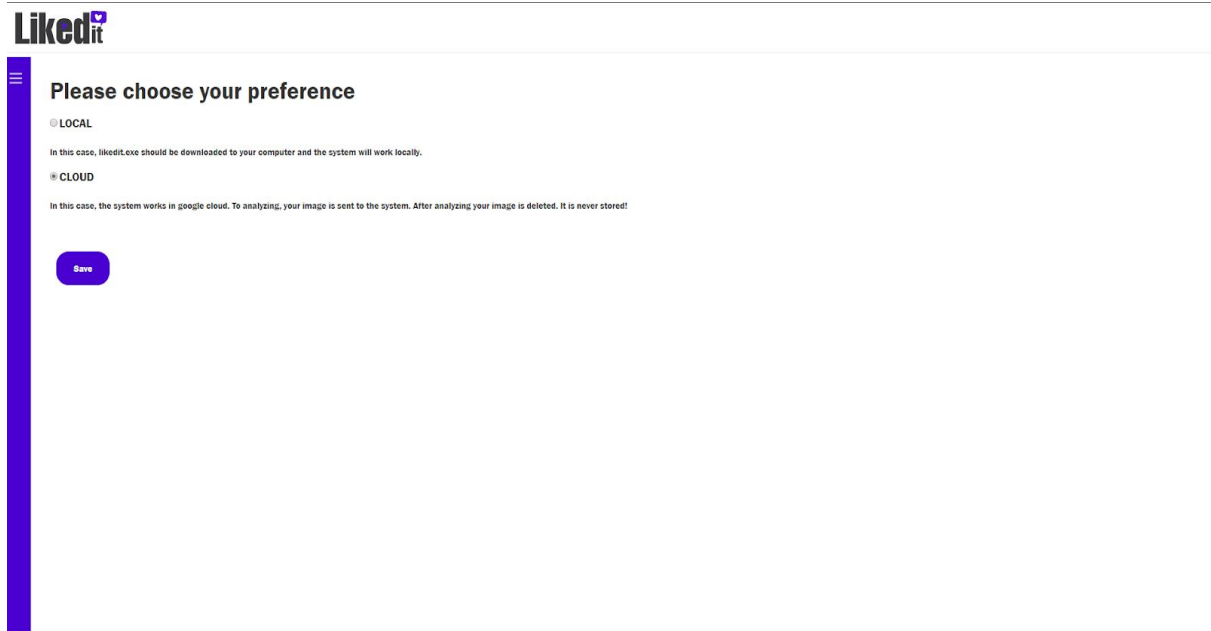 Likedit
Please choose your preference
LOCAL
In this case, likedit.exe should be downloaded to your computer and the system will work locally.
CLOUD
In this case, the system works in google cloud. To analyzing, your image is sent to the system. After analyzing your image is deleted. It is never stored!
Save